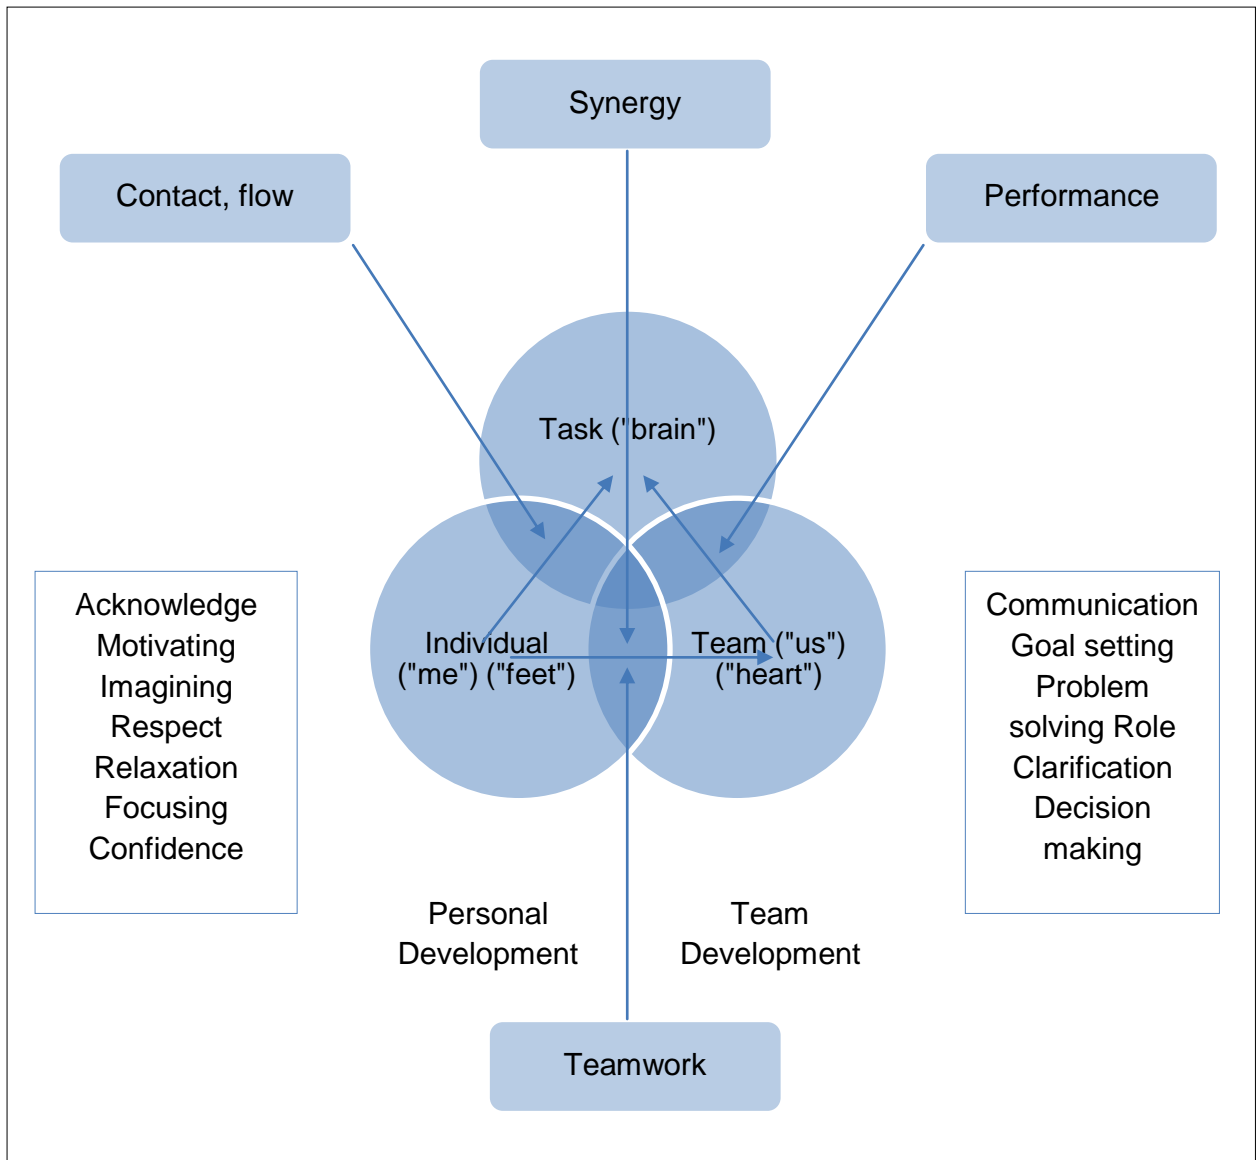 Synergy
Contact, flow
Performance
Task ("brain")
Individual
("me") ("feet")
Team ("us")
("heart")
Acknowledge
Motivating
Imagining
Respect
Relaxation
Focusing
Confidence
Communication
Goal setting
Problem
solving Role
Clarification
Decision
making
Personal
Development
Team
Development
Teamwork